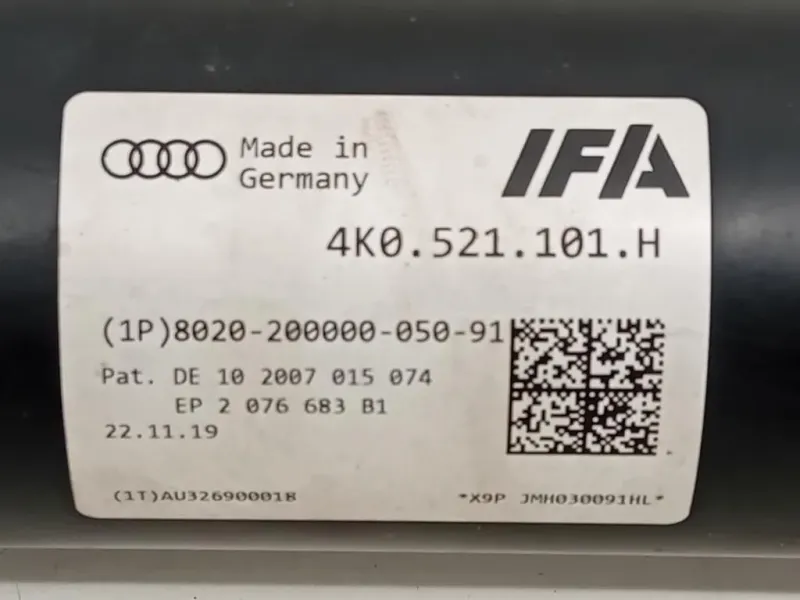 Made in
Germany
IFA
4K0.521.101.H
(1P)8020-200000-050-91
Pat. DE 10 2007 015 074
EP 2 076 683 B1
22.11.19
(1T)AU326900018
*X9P JMH030091HL*